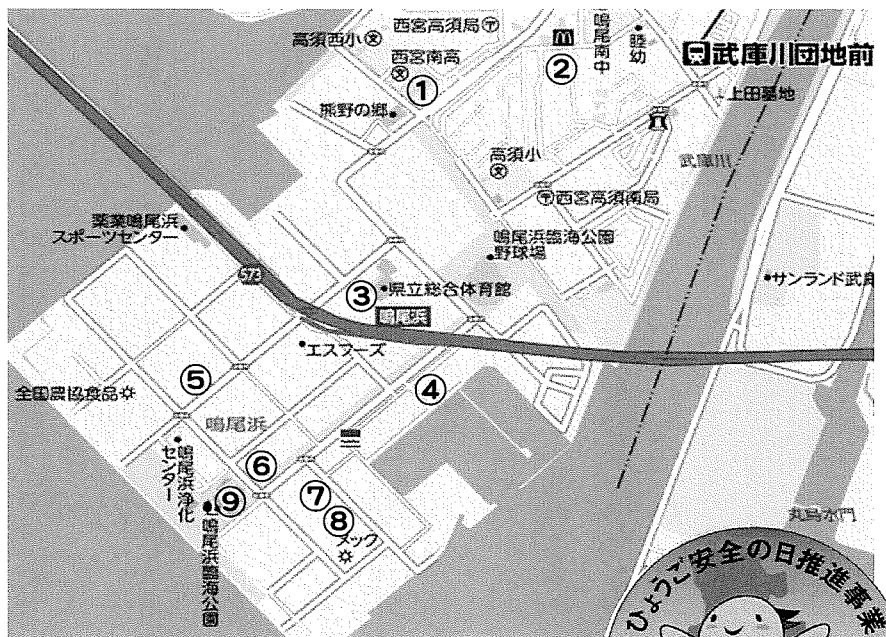 西宮高須局
鳴尾南中
睦幼
高須西小
西宮南高
①
②
武庫川団地前
上田墓地
熊野の郷
高須小
武庫川
西宮高須南局
薬業鳴尾浜
スポーツセンター
鳴尾浜臨海公園
野球場
573
③
県立総合体育館
サンランド武庫
鳴尾浜
エスフーズ
⑤
④
全国農協食品
鳴尾浜
鳴尾浜浄化
センター
⑥
⑦
⑨
⑧
メック
鳴尾浜臨海公園
丸島水門
ひょうご安全の日推進事業